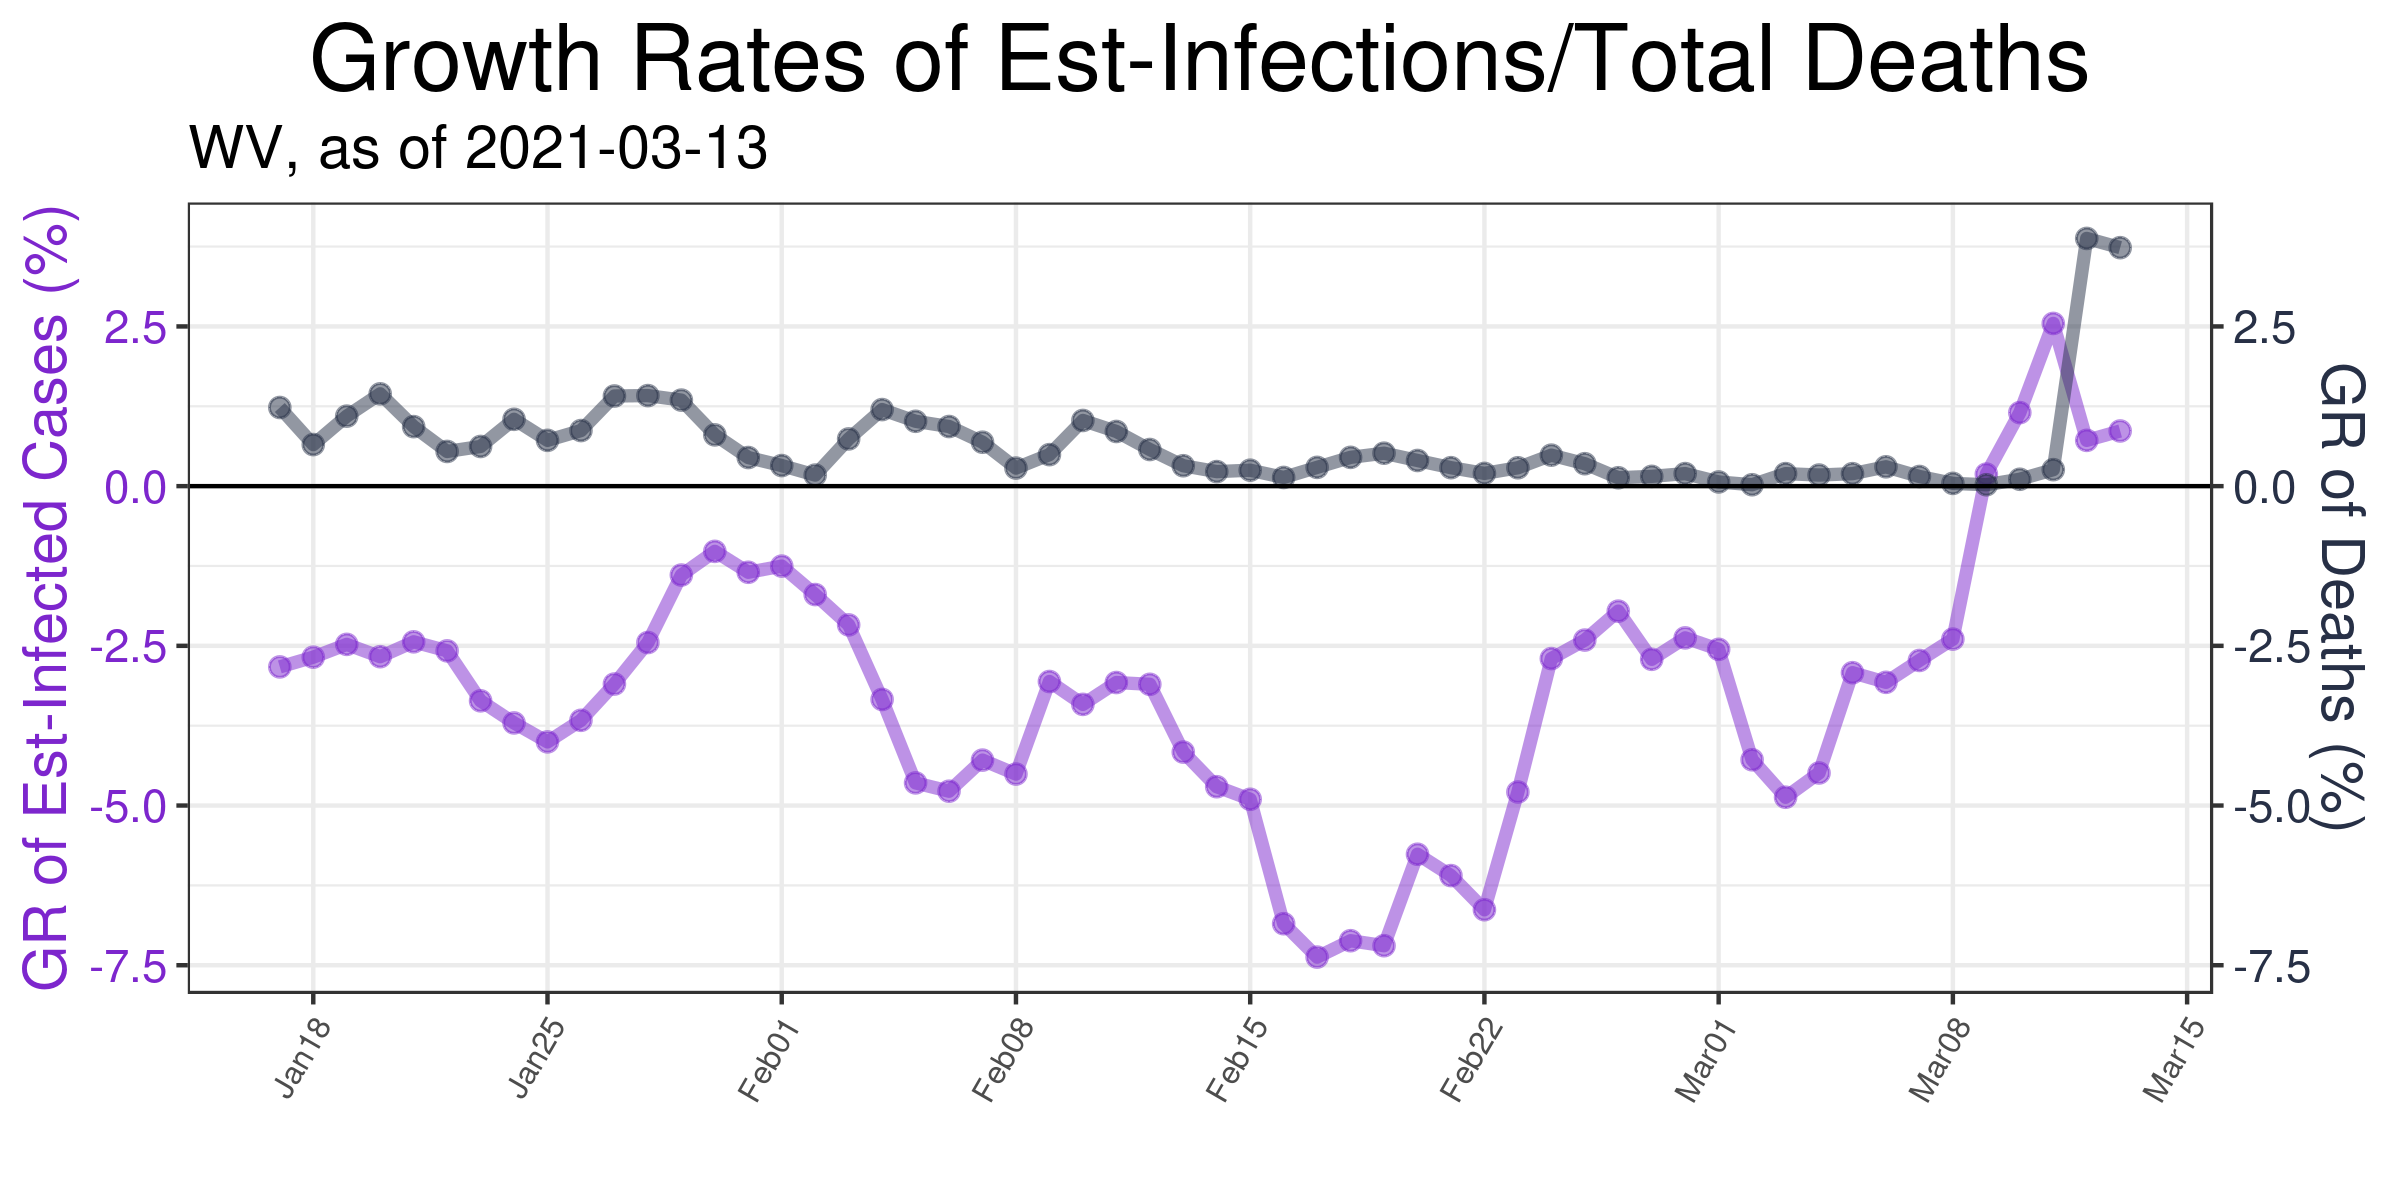 Growth Rates of Est-Infections/Total Deaths
WV, as of 2021-03-13
GR of Est-Infected Cases (%)
2.5
0.0
-2.5
-5.0
-7.5
2.5
0.0
-2.5
-5.0
-7.5
GR of Deaths (%)
Jan18
Jan25
Feb01
Feb08
Feb15
Feb22
Mar01
Mar08
Mar15